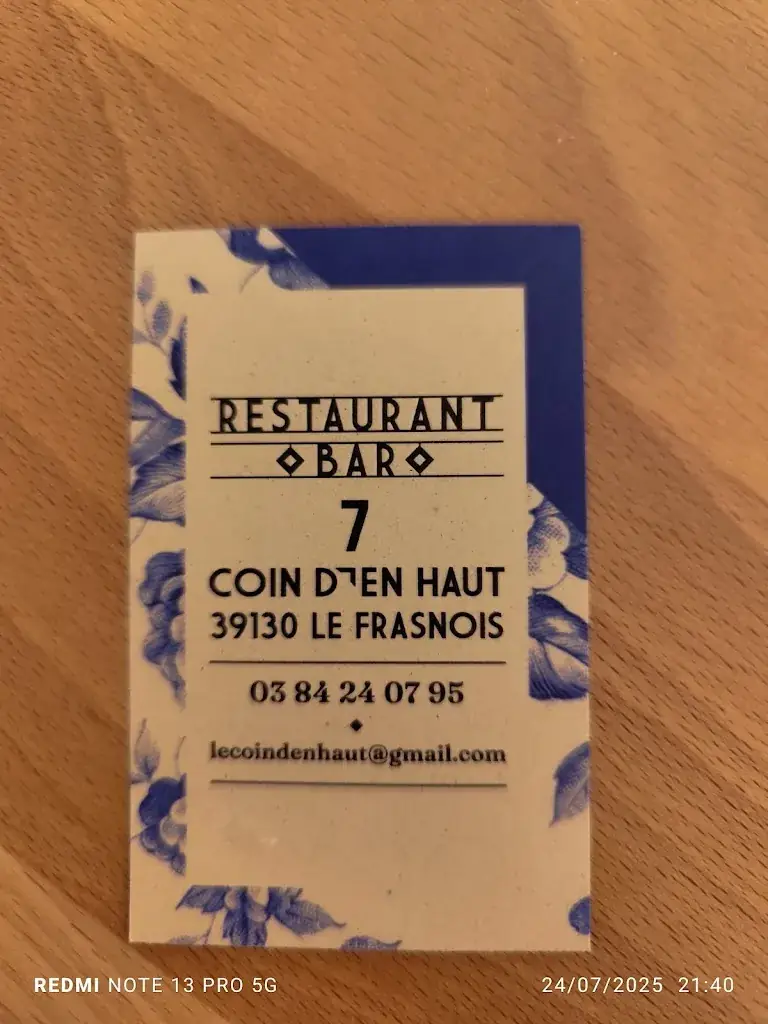 RESTAURANT
BAR
7
COIN D'EN HAUT
39130 LE FRASNOIS
03 84 24 07 95
lecoindenhaut@gmail.com
REDMI NOTE 13 PRO 5G
24/07/2025 21:40